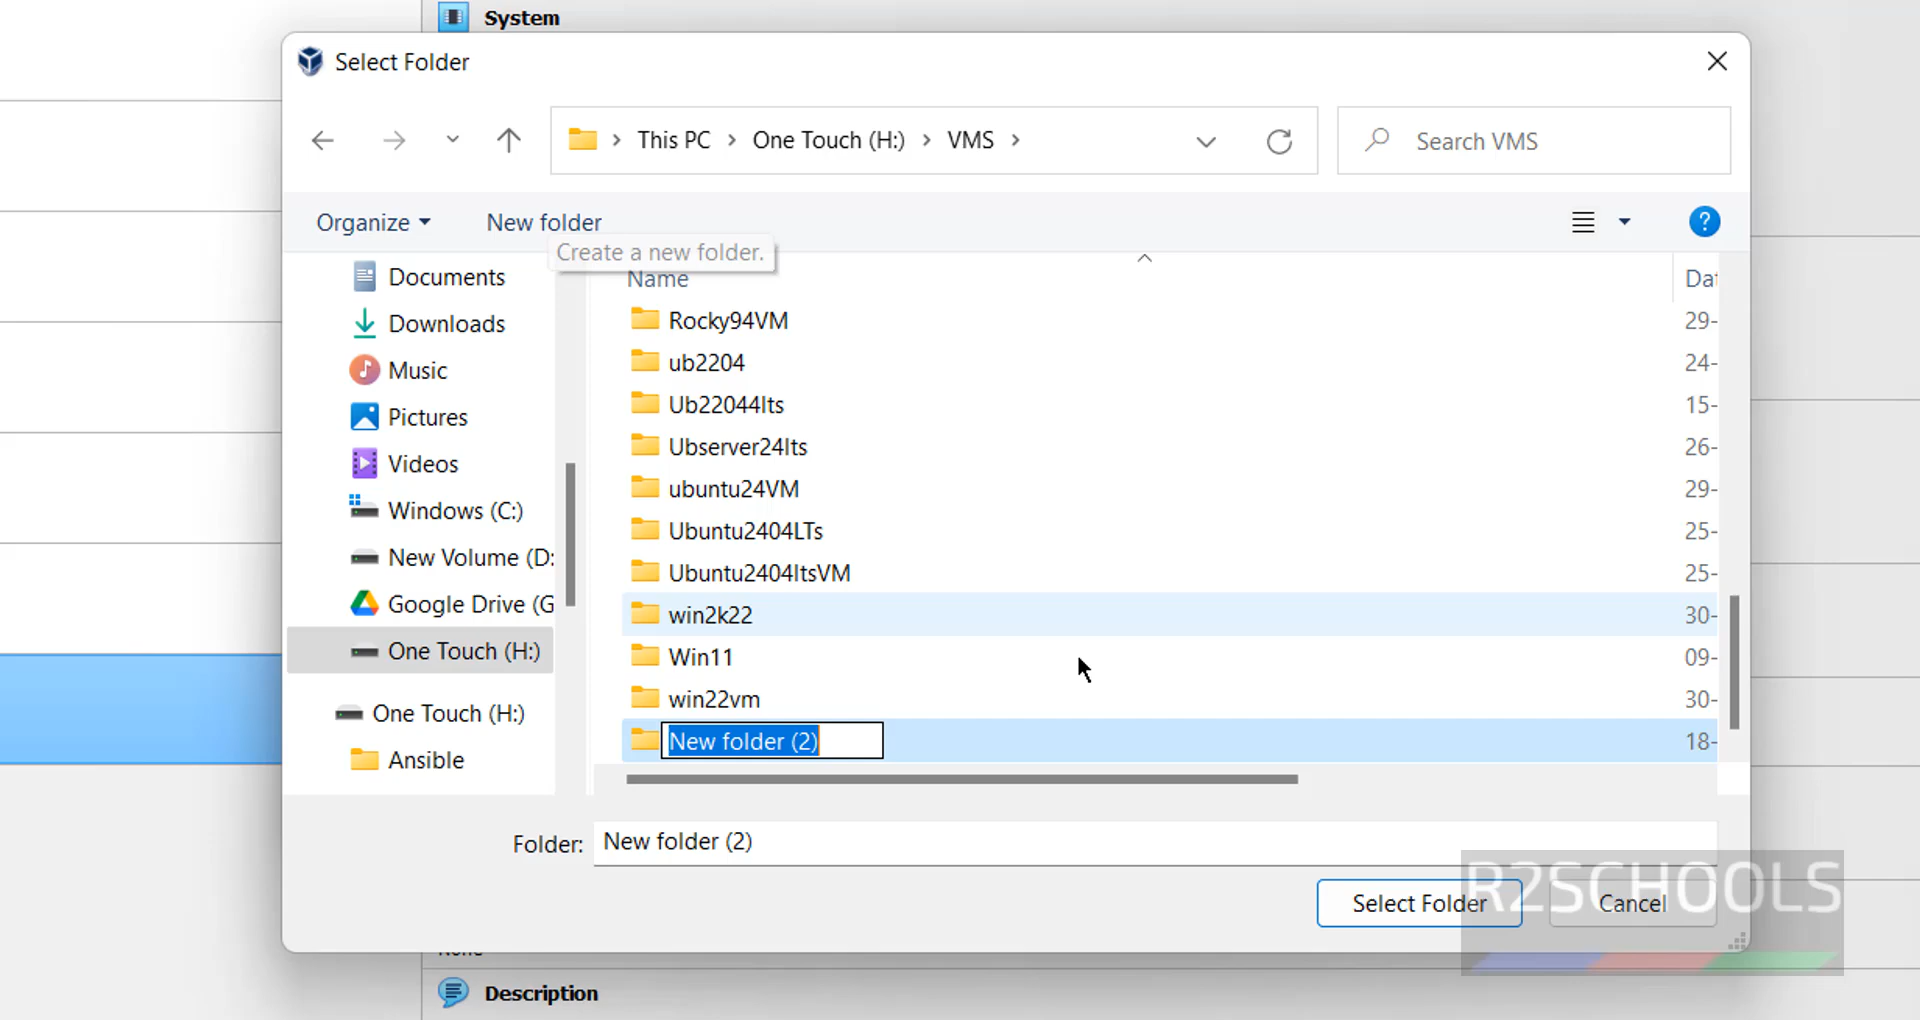 System
Select Folder
This PC > One Touch (H:) > VMS >
Search VMS
Organize
New folder
?
Create a new folder.
Name
Dat
Documents
Downloads
Music
Pictures
Videos
Windows (C:)
New Volume (D:
Google Drive (G
One Touch (H:)
One Touch (H:)
Ansible
Rocky94VM 29-
ub2204 24-
Ub22044lts 15-
Ubserver24lts 26-
ubuntu24VM 29-
Ubuntu2404LTs 25-
Ubuntu2404ltsVM 25-
win2k22 30-
Win11 09-
win22vm 30-
New folder (2) 18-
Folder: New folder (2)
Select Folder
Cancel
R2SCHOOLS
Description